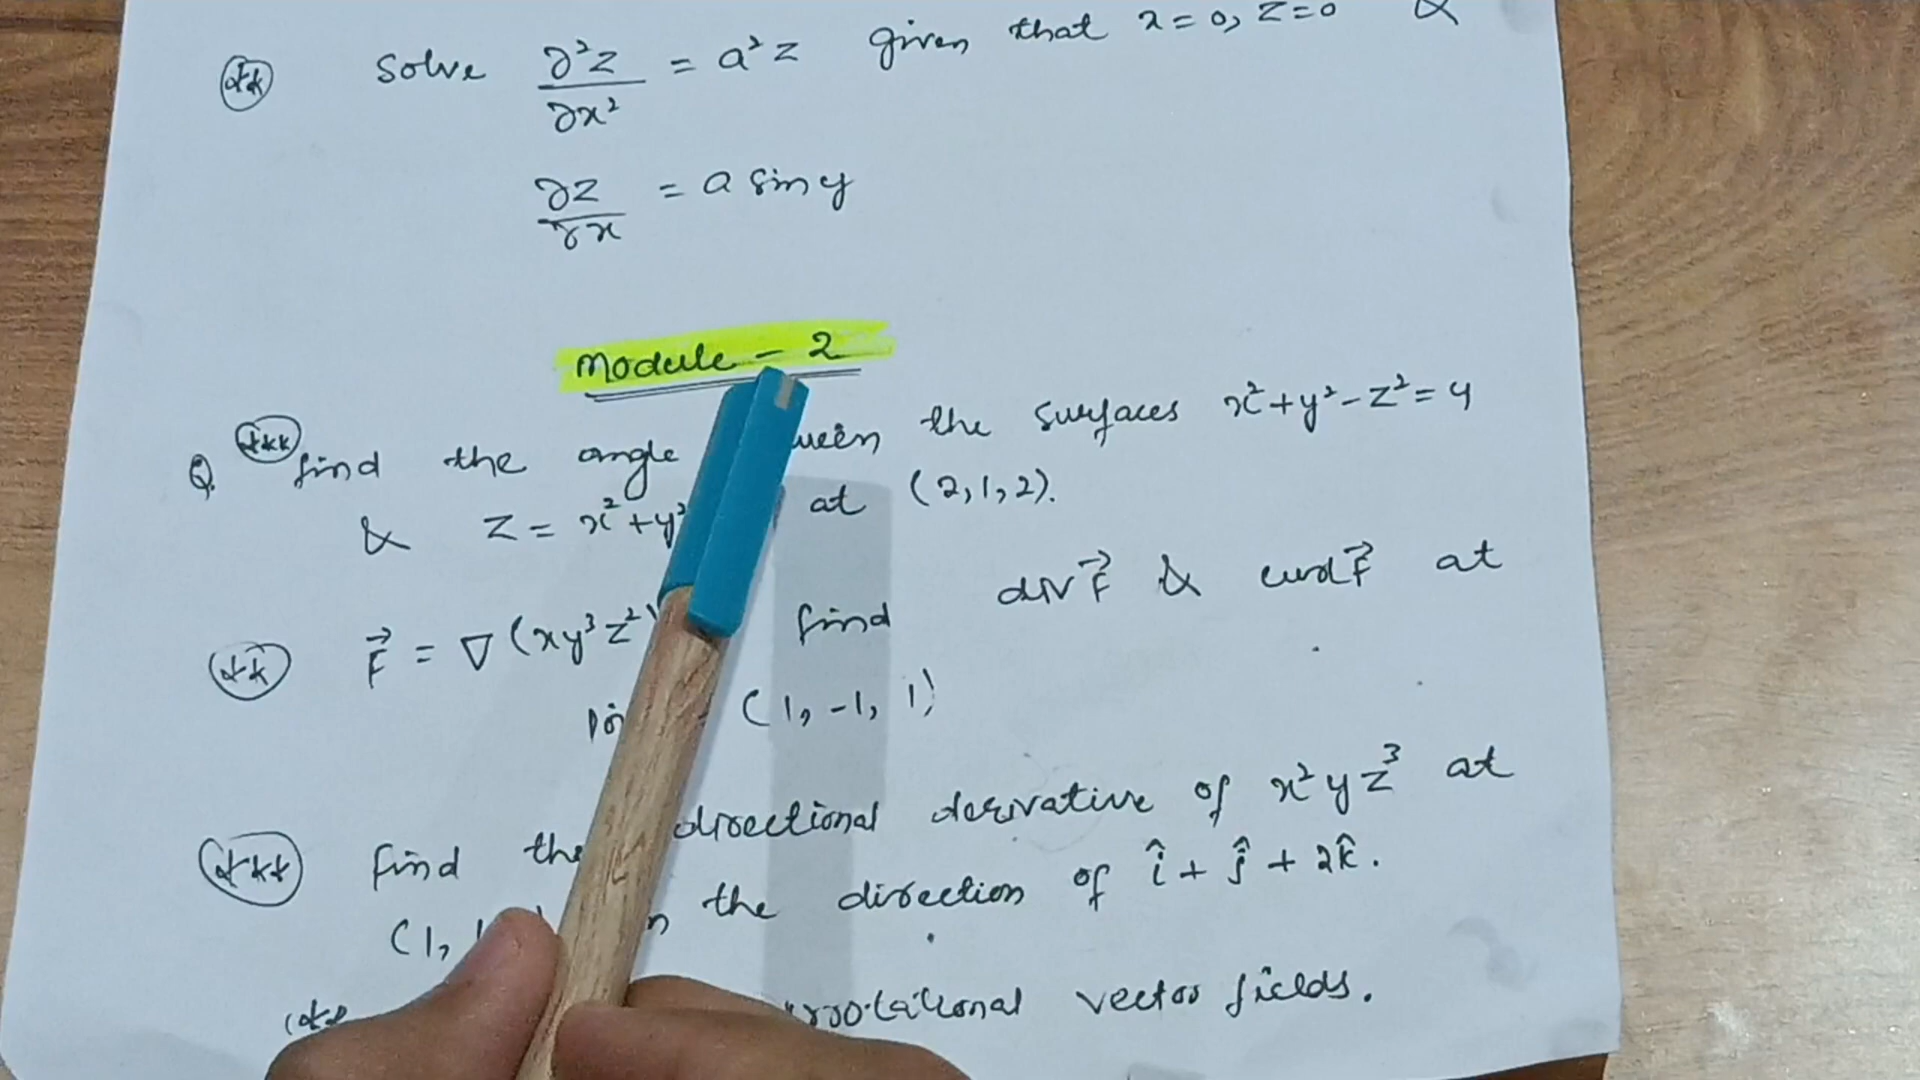 ** Solve ∂²z/∂x² = a²z given that x=0, z=0 &
∂z/∂x = a sin y
Module - 2
Q. *** find the angle ween the surfaces x²+y²-z²=4
& z = x²+y² at (2,1,2).
** F⃗ = ∇(xy³z²) find div F⃗ & curl F⃗ at
(1, -1, 1)
*** find the directional derivative of x²yz³ at
(1, 1 n the direction of î + ĵ + 2k̂.
rrotational vector fields.